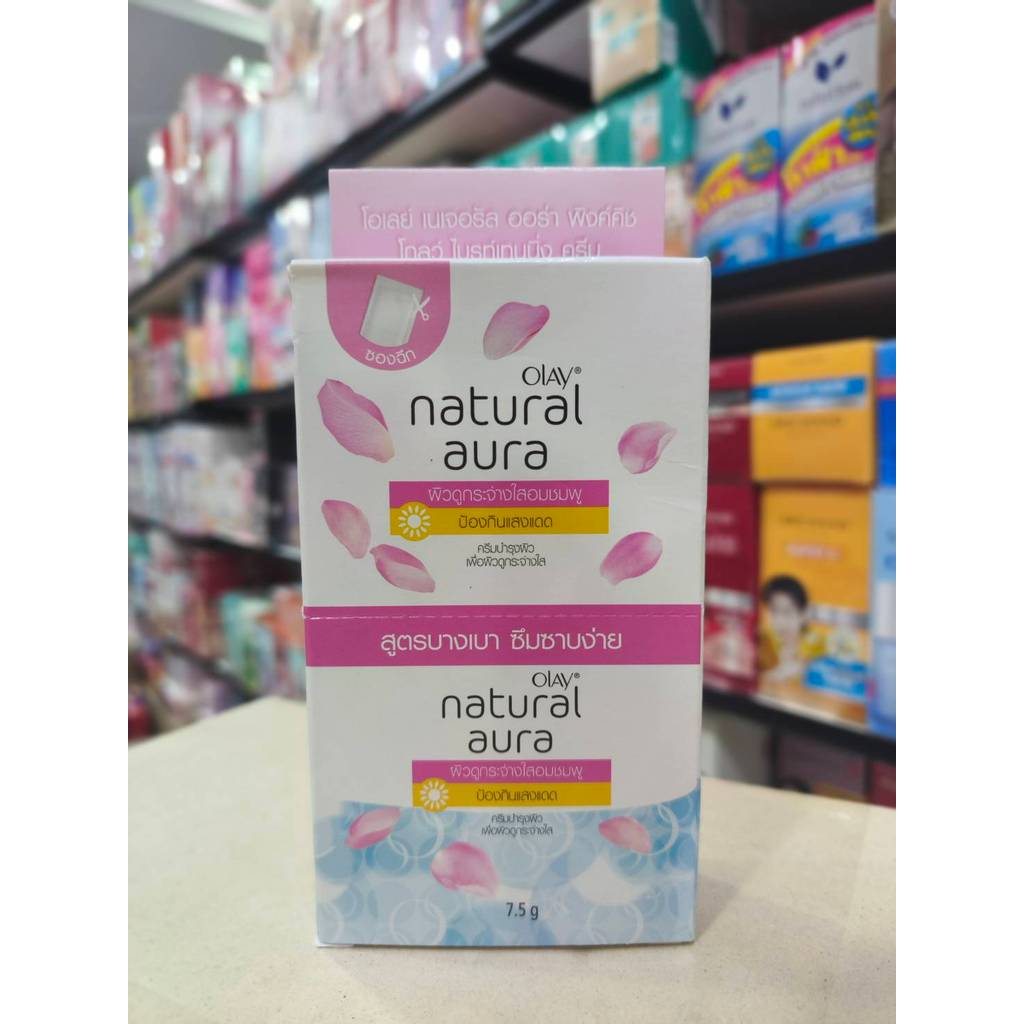 โอเลย์ เนเจอรัล ออร่า พิงค์คิช
โกลว์ ไบรท์เทนนิ่ง ครีม
ซองฉีก
OLAY®
natural
aura
ผิวดูกระจ่างใสอมชมพู
ป้องกันแสงแดด
ครีมบำรุงผิว
เพื่อผิวดูกระจ่างใส
สูตรบางเบา ซึมซาบง่าย
OLAY®
natural
aura
ผิวดูกระจ่างใสอมชมพู
ป้องกันแสงแดด
ครีมบำรุงผิว
เพื่อผิวดูกระจ่างใส
7.5 g